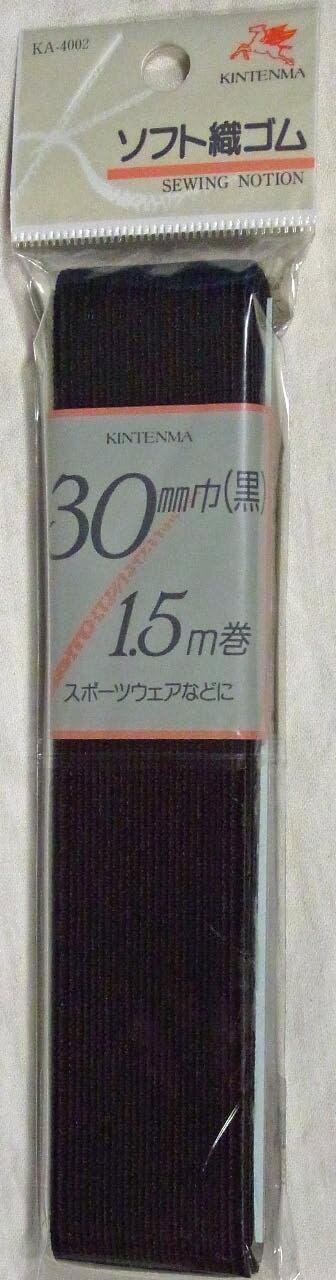 KA-4002
KINTENMA
ソフト織ゴム
SEWING NOTION
KINTENMA
30mm巾(黒)
1.5m巻
スポーツウェアなどに